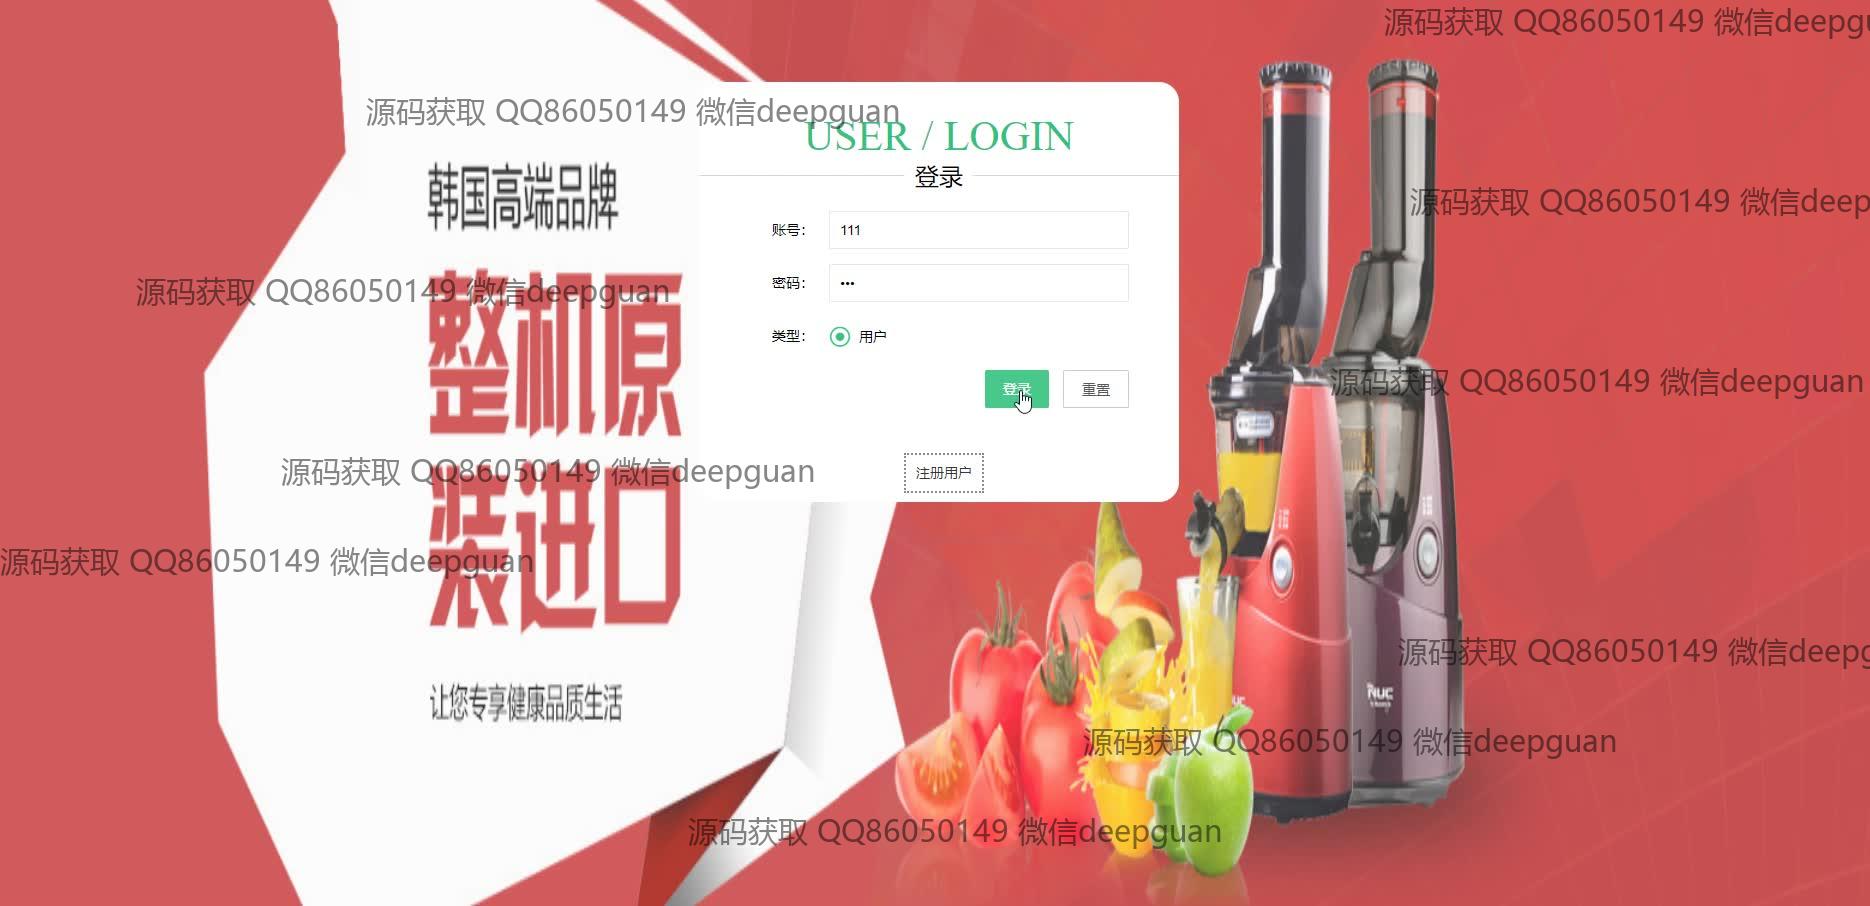 源码获取 QQ86050149 微信deepgu
源码获取 QQ86050149 微信deepguan
USER / LOGIN
登录
韩国高端品牌
源码获取 QQ86050149 微信deep
账号： 111
密码： •••
源码获取 QQ86050149 微信deepguan
整机原
类型： 用户
登录 重置
源码获取 QQ86050149 微信deepguan
源码获取 QQ86050149 微信deepguan
注册用户
装进口
源码获取 QQ86050149 微信deepguan
源码获取 QQ86050149 微信deepg
让您专享健康品质生活
NUC
源码获取 QQ86050149 微信deepguan
源码获取 QQ86050149 微信deepguan